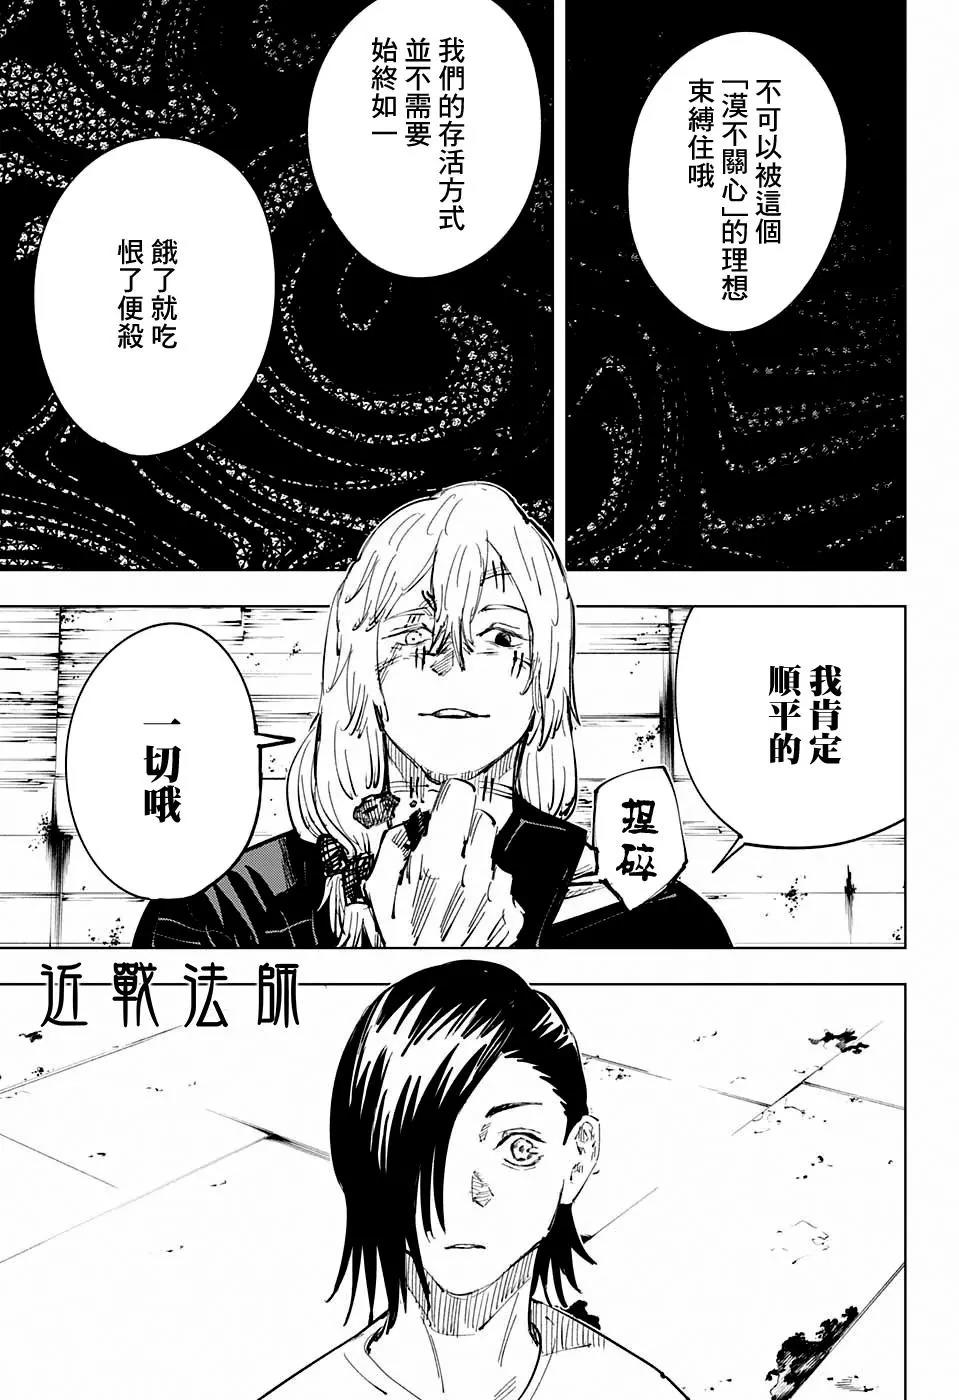 不可以被這個
「漠不關心」的理想
束縛住哦
我們的存活方式
並不需要
始終如一
餓了就吃
恨了便殺
我肯定
順平的
捏碎
一切哦
近戰法師